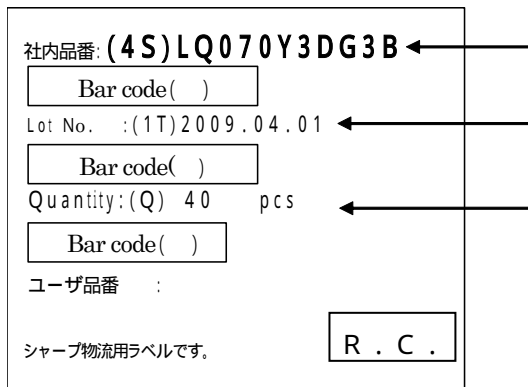 社内品番:(4S)LQ070Y3DG3B
Bar code(　)
Lot No.　:(1T)2009.04.01
Bar code(　)
Quantity:(Q) 40　pcs
Bar code(　)
ユーザ品番　:
シャープ物流用ラベルです。
R.C.